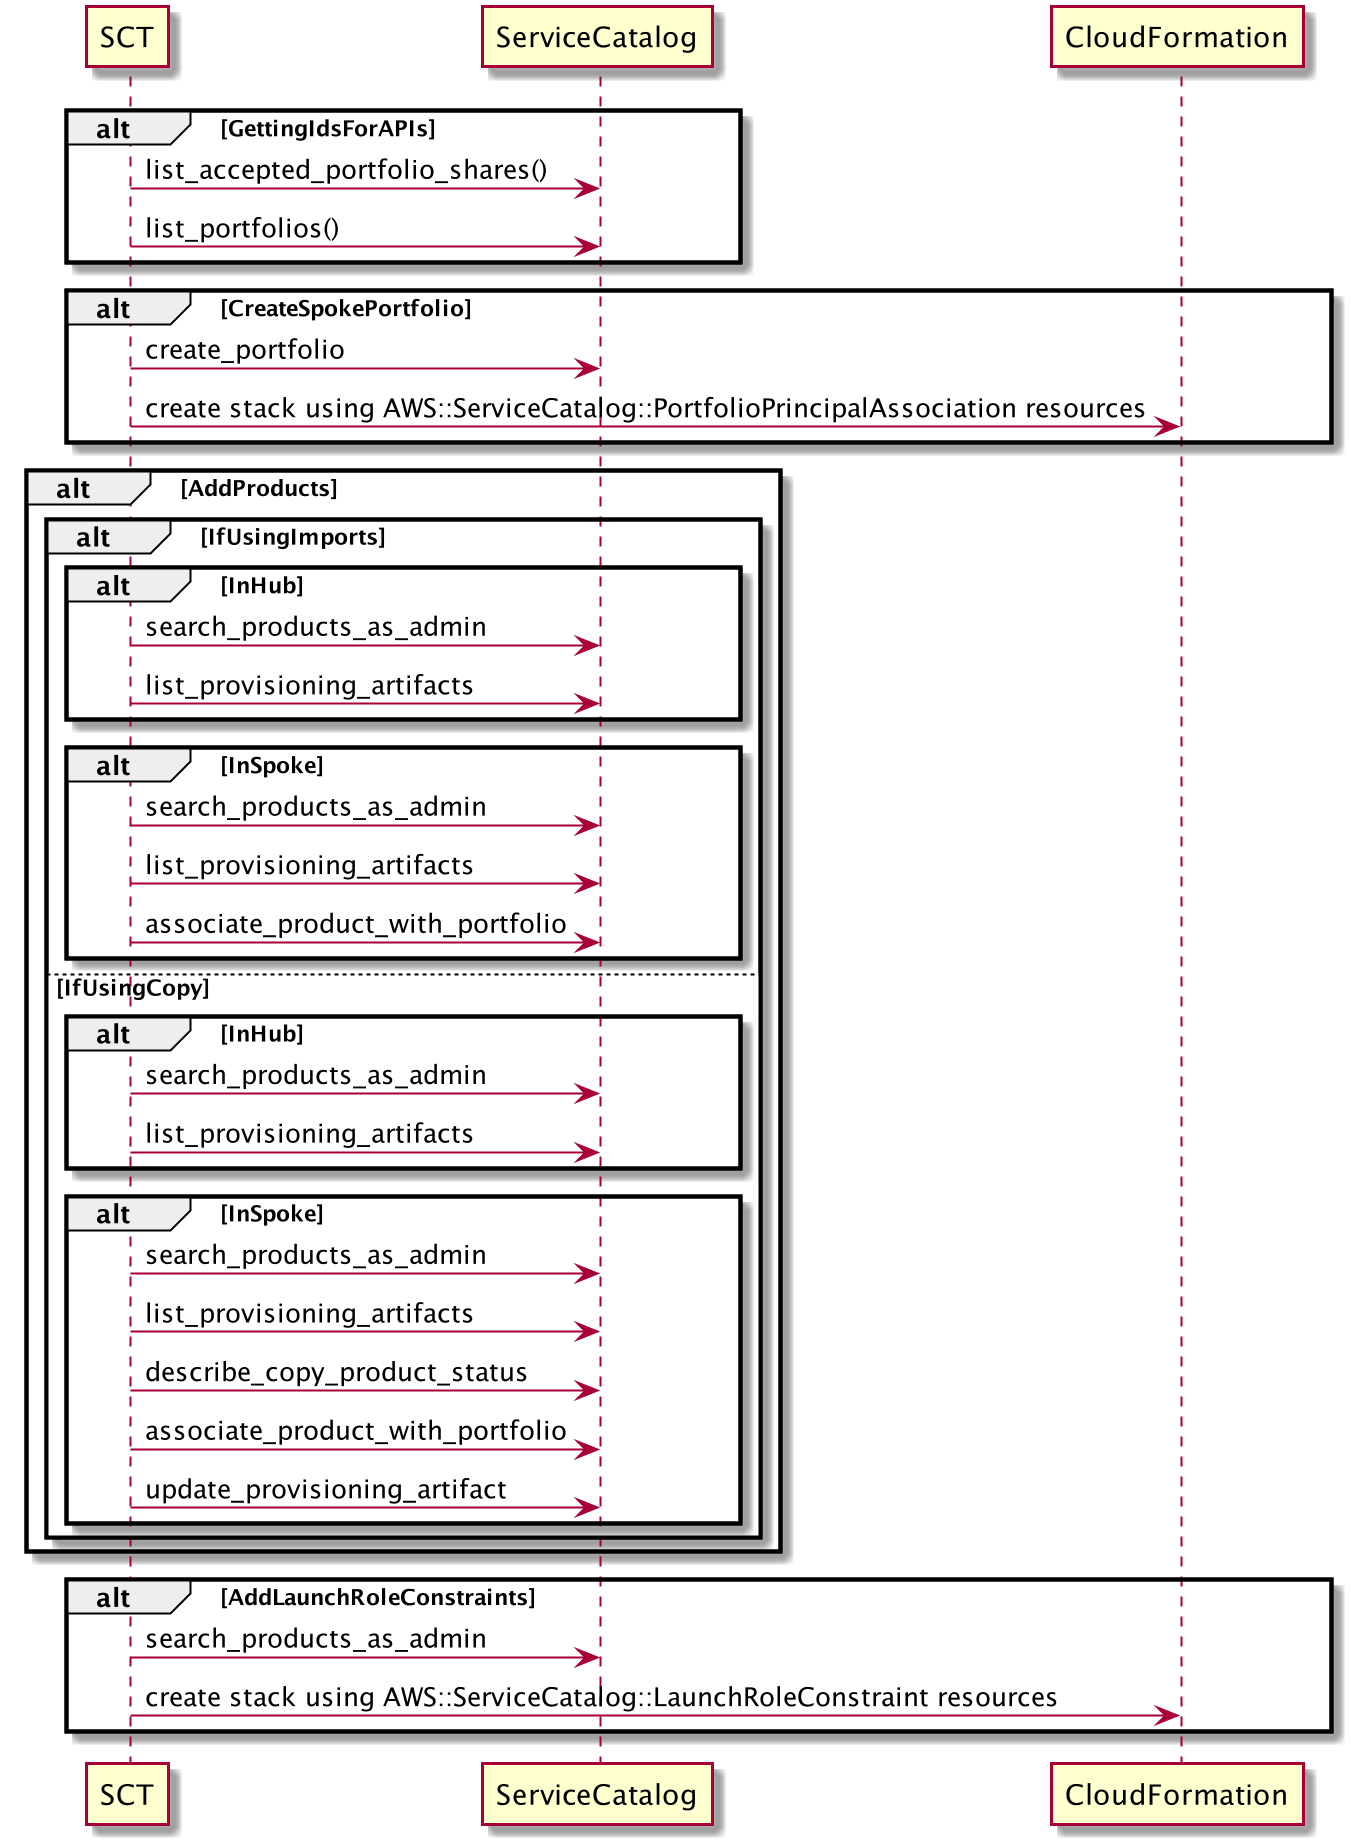 SCT ServiceCatalog CloudFormation
alt [GettingIdsForAPIs]
list_accepted_portfolio_shares()
list_portfolios()
alt [CreateSpokePortfolio]
create_portfolio
create stack using AWS::ServiceCatalog::PortfolioPrincipalAssociation resources
alt [AddProducts]
alt [IfUsingImports]
alt [InHub]
search_products_as_admin
list_provisioning_artifacts
alt [InSpoke]
search_products_as_admin
list_provisioning_artifacts
associate_product_with_portfolio
[IfUsingCopy]
alt [InHub]
search_products_as_admin
list_provisioning_artifacts
alt [InSpoke]
search_products_as_admin
list_provisioning_artifacts
describe_copy_product_status
associate_product_with_portfolio
update_provisioning_artifact
alt [AddLaunchRoleConstraints]
search_products_as_admin
create stack using AWS::ServiceCatalog::LaunchRoleConstraint resources
SCT ServiceCatalog CloudFormation